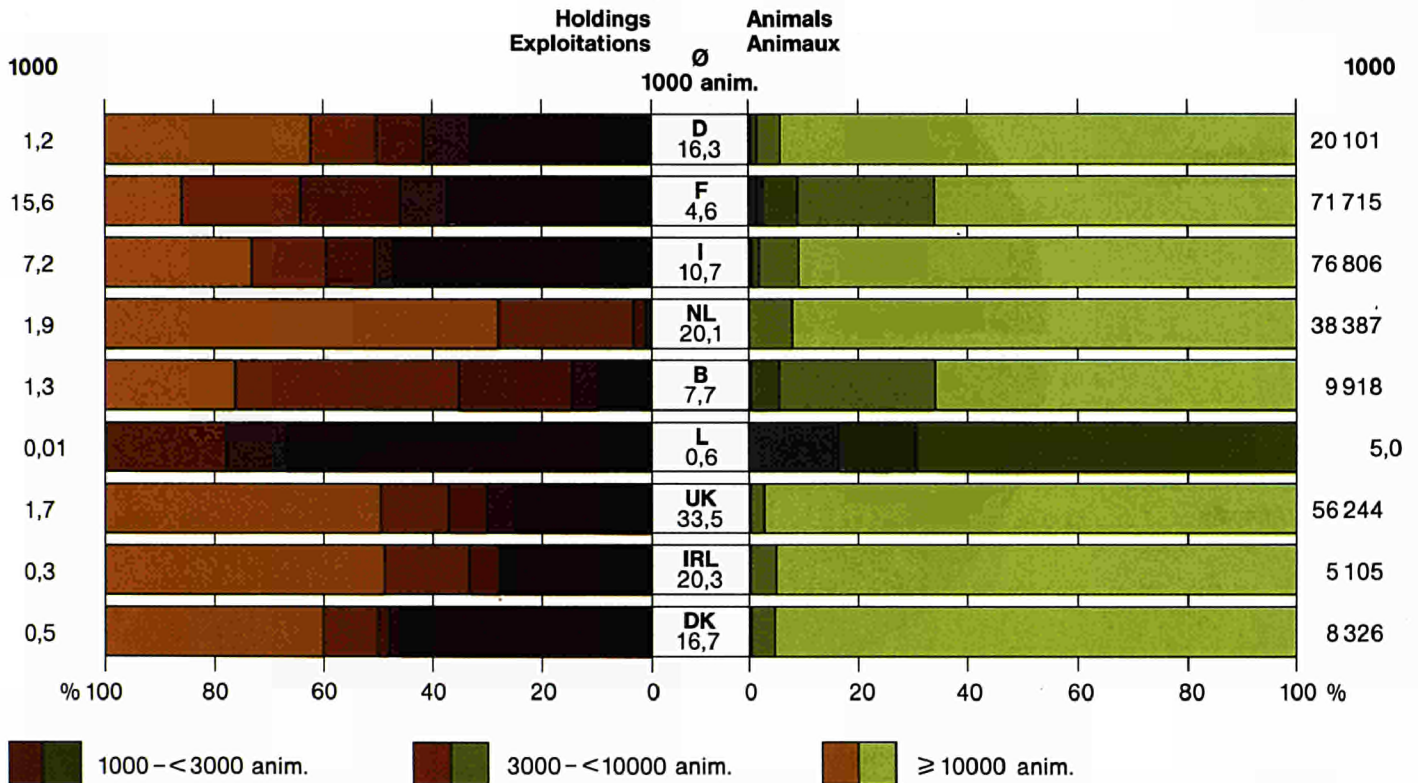 Holdings Animals
Exploitations Animaux
1000 Ø 1000
1000 anim.
1,2 D 20 101
16,3
15,6 F 71 715
4,6
7,2 I 76 806
10,7
1,9 NL 38 387
20,1
1,3 B 9 918
7,7
0,01 L 5,0
0,6
1,7 UK 56 244
33,5
0,3 IRL 5 105
20,3
0,5 DK 8 326
16,7
% 100 80 60 40 20 0 0 20 40 60 80 100 %
1000 – < 3000 anim. 3000 – < 10000 anim. ≥ 10000 anim.